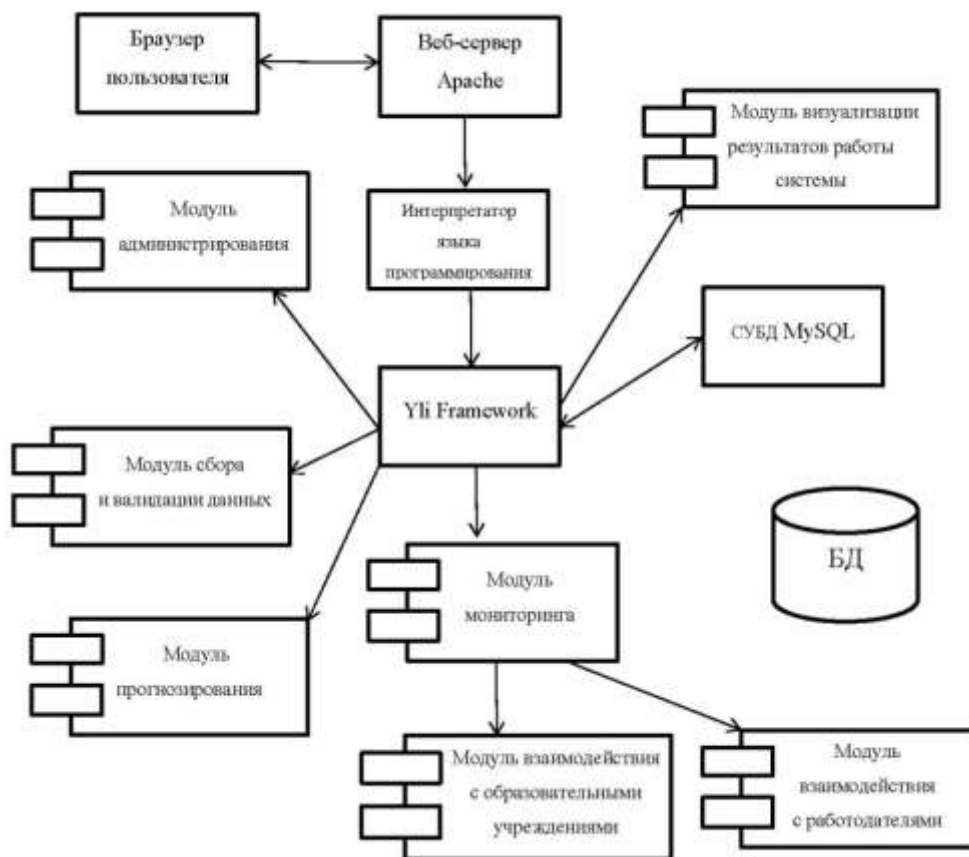 Браузер
пользователя
Веб-сервер
Apache
Модуль визуализации
результатов работы
системы
Модуль
администрирования
Интерпретатор
языка
программирования
СУБД MySQL
Yli Framework
Модуль сбора
и валидации данных
БД
Модуль
мониторинга
Модуль
прогнозирования
Модуль взаимодействия
с образовательными
учреждениями
Модуль
взаимодействия
с работодателями